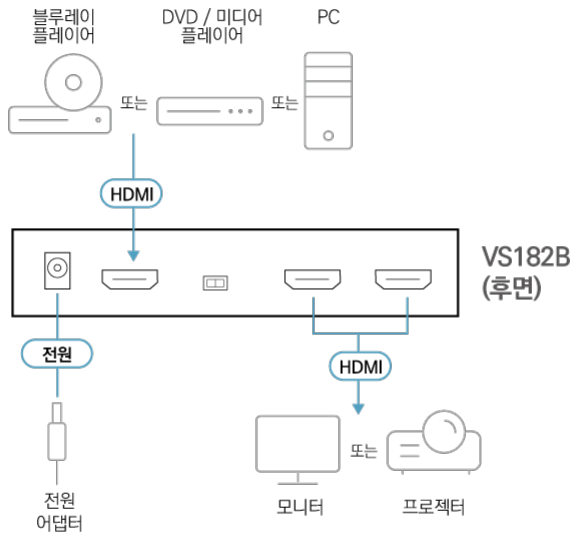 블루레이
플레이어
DVD / 미디어
플레이어
PC
또는
또는
HDMI
VS182B
(후면)
전원
HDMI
또는
전원
어댑터
모니터
프로젝터